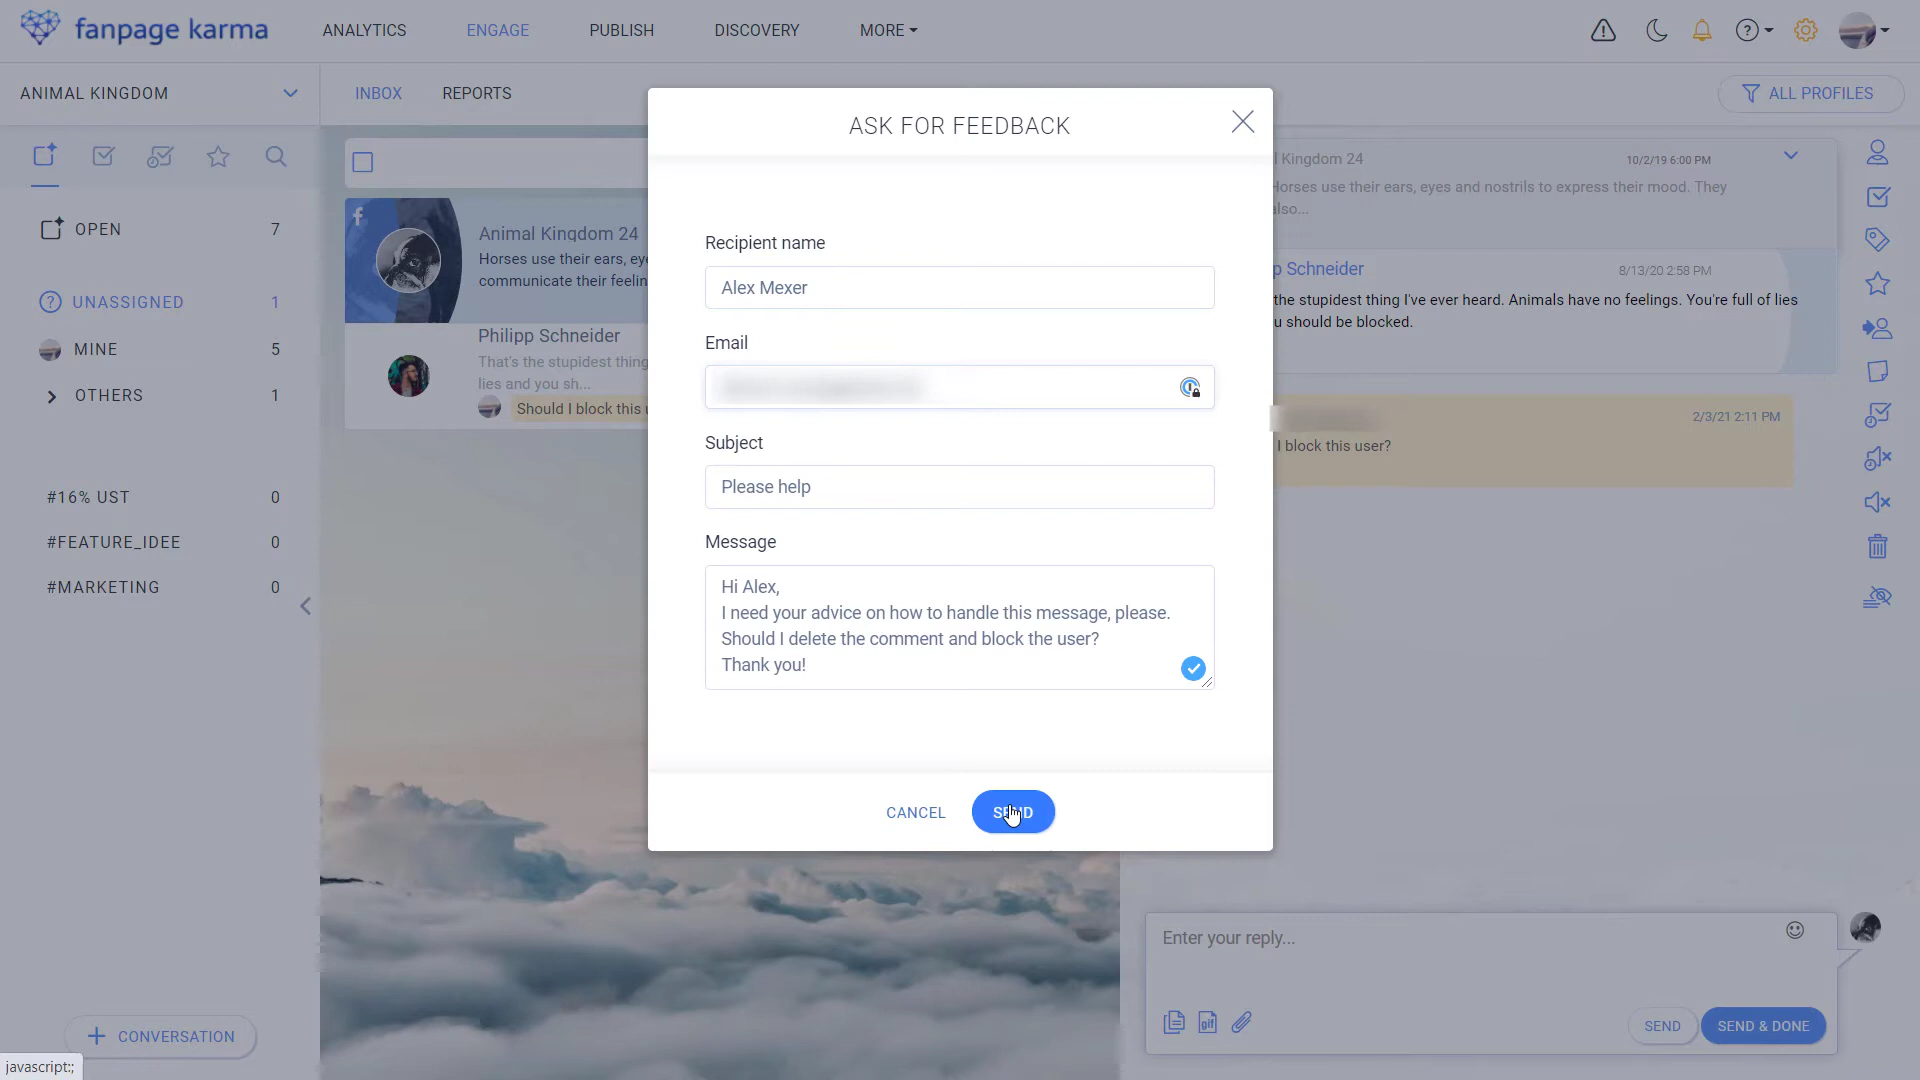 fanpage karma
ANALYTICS
ENGAGE
PUBLISH
DISCOVERY
MORE
ANIMAL KINGDOM
INBOX
REPORTS
ALL PROFILES
OPEN 7
UNASSIGNED 1
MINE 5
OTHERS 1
#16% UST 0
#FEATURE_IDEE 0
#MARKETING 0
+ CONVERSATION
javascript:;
Animal Kingdom 24
Horses use their ears, eye
communicate their feelin
Philipp Schneider
That's the stupidest thing
lies and you sh...
Should I block this u
ASK FOR FEEDBACK
Recipient name
Alex Mexer
Email
Subject
Please help
Message
Hi Alex,
I need your advice on how to handle this message, please.
Should I delete the comment and block the user?
Thank you!
CANCEL
SEND
l Kingdom 24
10/2/19 6:00 PM
Horses use their ears, eyes and nostrils to express their mood. They
also...
p Schneider
8/13/20 2:58 PM
the stupidest thing I've ever heard. Animals have no feelings. You're full of lies
u should be blocked.
2/3/21 2:11 PM
I block this user?
Enter your reply...
gif
SEND
SEND & DONE